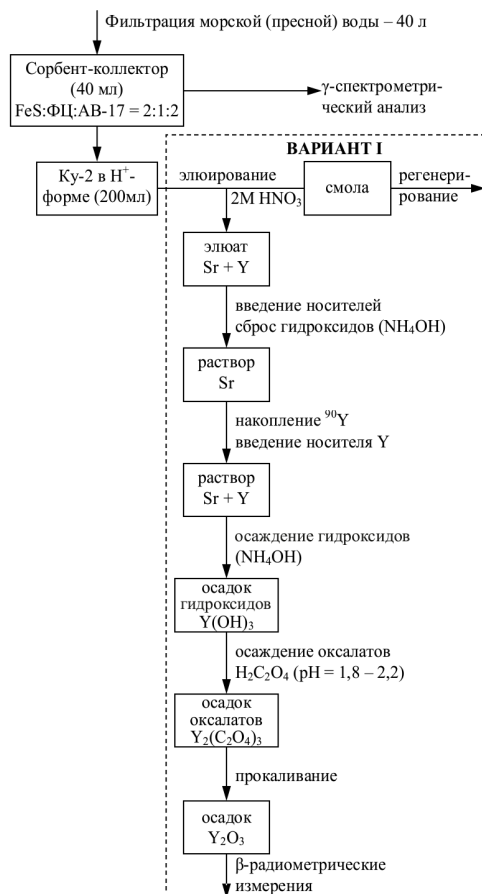 Фильтрация морской (пресной) воды – 40 л
Сорбент-коллектор
(40 мл)
FeS:ФЦ:АВ-17 = 2:1:2
γ-спектрометри-
ческий анализ
ВАРИАНТ I
Ку-2 в H⁺-
форме (200мл)
элюирование
2М HNO₃
смола
регенери-
рование
элюат
Sr + Y
введение носителей
сброс гидроксидов (NH₄OH)
раствор
Sr
накопление ⁹⁰Y
введение носителя Y
раствор
Sr + Y
осаждение гидроксидов
(NH₄OH)
осадок
гидроксидов
Y(OH)₃
осаждение оксалатов
H₂C₂O₄ (pH = 1,8 – 2,2)
осадок
оксалатов
Y₂(C₂O₄)₃
прокаливание
осадок
Y₂O₃
β-радиометрические
измерения